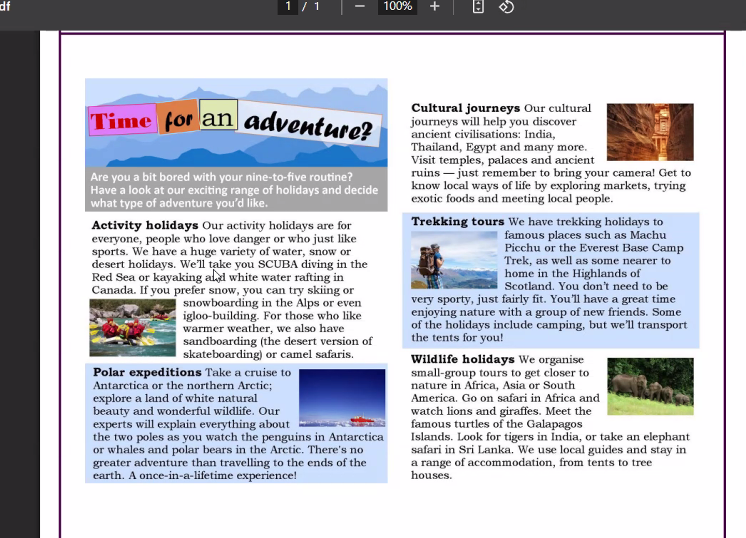 df
1 / 1
100%
Time for an adventure?
Are you a bit bored with your nine-to-five routine?
Have a look at our exciting range of holidays and decide
what type of adventure you'd like.
Activity holidays Our activity holidays are for
everyone, people who love danger or who just like
sports. We have a huge variety of water, snow or
desert holidays. We'll take you SCUBA diving in the
Red Sea or kayaking and white water rafting in
Canada. If you prefer snow, you can try skiing or
snowboarding in the Alps or even
igloo-building. For those who like
warmer weather, we also have
sandboarding (the desert version of
skateboarding) or camel safaris.
Polar expeditions Take a cruise to
Antarctica or the northern Arctic;
explore a land of white natural
beauty and wonderful wildlife. Our
experts will explain everything about
the two poles as you watch the penguins in Antarctica
or whales and polar bears in the Arctic. There's no
greater adventure than travelling to the ends of the
earth. A once-in-a-lifetime experience!
Cultural journeys Our cultural
journeys will help you discover
ancient civilisations: India,
Thailand, Egypt and many more.
Visit temples, palaces and ancient
ruins — just remember to bring your camera! Get to
know local ways of life by exploring markets, trying
exotic foods and meeting local people.
Trekking tours We have trekking holidays to
famous places such as Machu
Picchu or the Everest Base Camp
Trek, as well as some nearer to
home in the Highlands of
Scotland. You don't need to be
very sporty, just fairly fit. You'll have a great time
enjoying nature with a group of new friends. Some
of the holidays include camping, but we'll transport
the tents for you!
Wildlife holidays We organise
small-group tours to get closer to
nature in Africa, Asia or South
America. Go on safari in Africa and
watch lions and giraffes. Meet the
famous turtles of the Galapagos
Islands. Look for tigers in India, or take an elephant
safari in Sri Lanka. We use local guides and stay in
a range of accommodation, from tents to tree
houses.